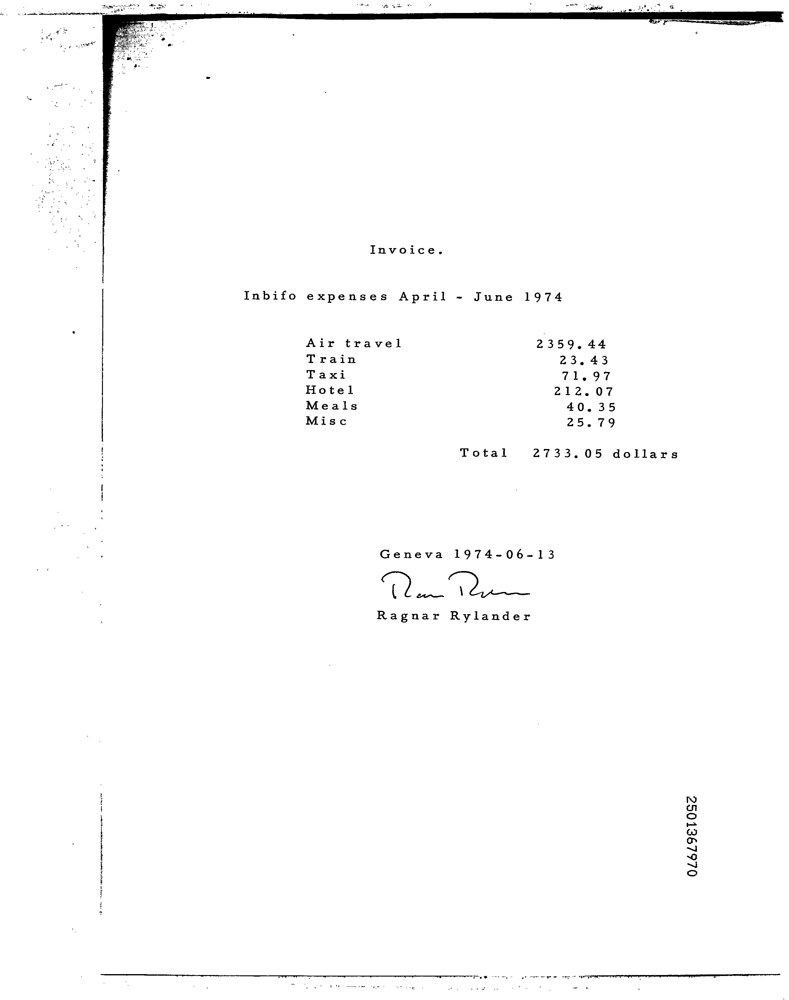 Invoice.
Inbifo expenses April - June 1974
Air travel 2359.44
Train 23.43
Taxi 71.97
Hotel 212.07
Meals 40.35
Misc 25.79
Total 2733.05 dollars
Geneva 1974-06-13
Ragnar Rylander
2501367970